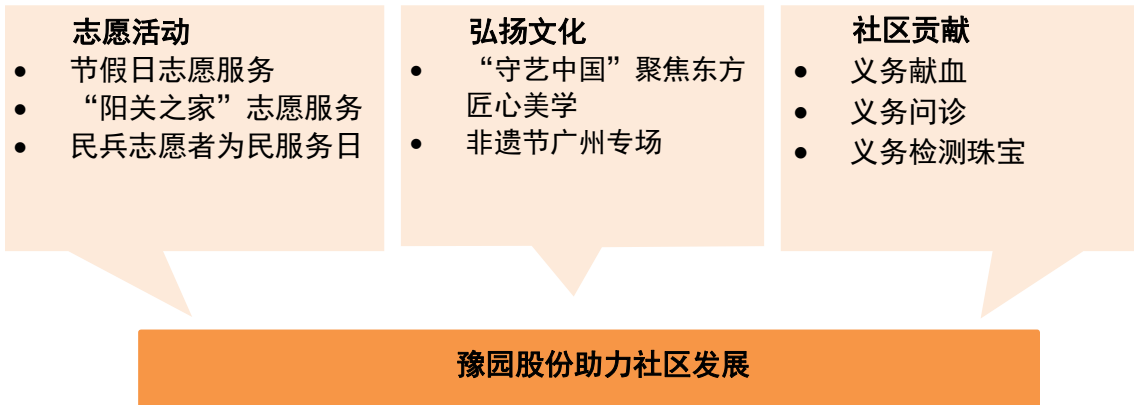 志愿活动
• 节假日志愿服务
• “阳关之家”志愿服务
• 民兵志愿者为民服务日
弘扬文化
• “守艺中国”聚焦东方
匠心美学
• 非遗节广州专场
社区贡献
• 义务献血
• 义务问诊
• 义务检测珠宝
豫园股份助力社区发展